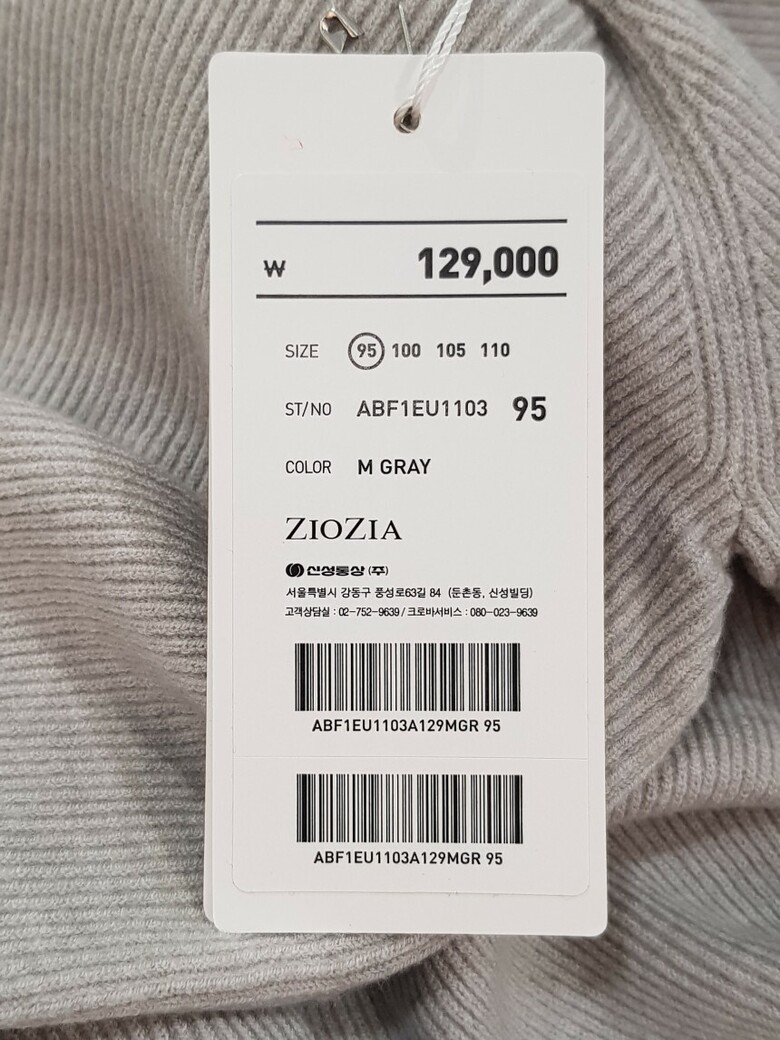 ₩ 129,000
SIZE 95 100 105 110
ST/NO ABF1EU1103 95
COLOR M GRAY
ZIOZIA
신성통상(주)
서울특별시 강동구 풍성로63길 84 (둔촌동, 신성빌딩)
고객상담실 : 02-752-9639 / 크로바서비스 : 080-023-9639
ABF1EU1103A129MGR 95
ABF1EU1103A129MGR 95